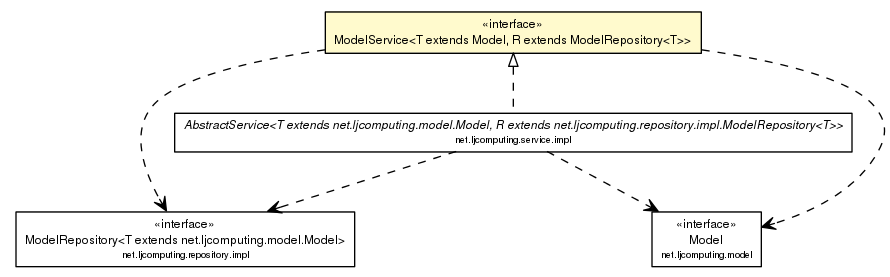 «interface»
ModelService<T extends Model, R extends ModelRepository<T>>
AbstractService<T extends net.ljcomputing.model.Model, R extends net.ljcomputing.repository.impl.ModelRepository<T>>
net.ljcomputing.service.impl
«interface»
ModelRepository<T extends net.ljcomputing.model.Model>
net.ljcomputing.repository.impl
«interface»
Model
net.ljcomputing.model